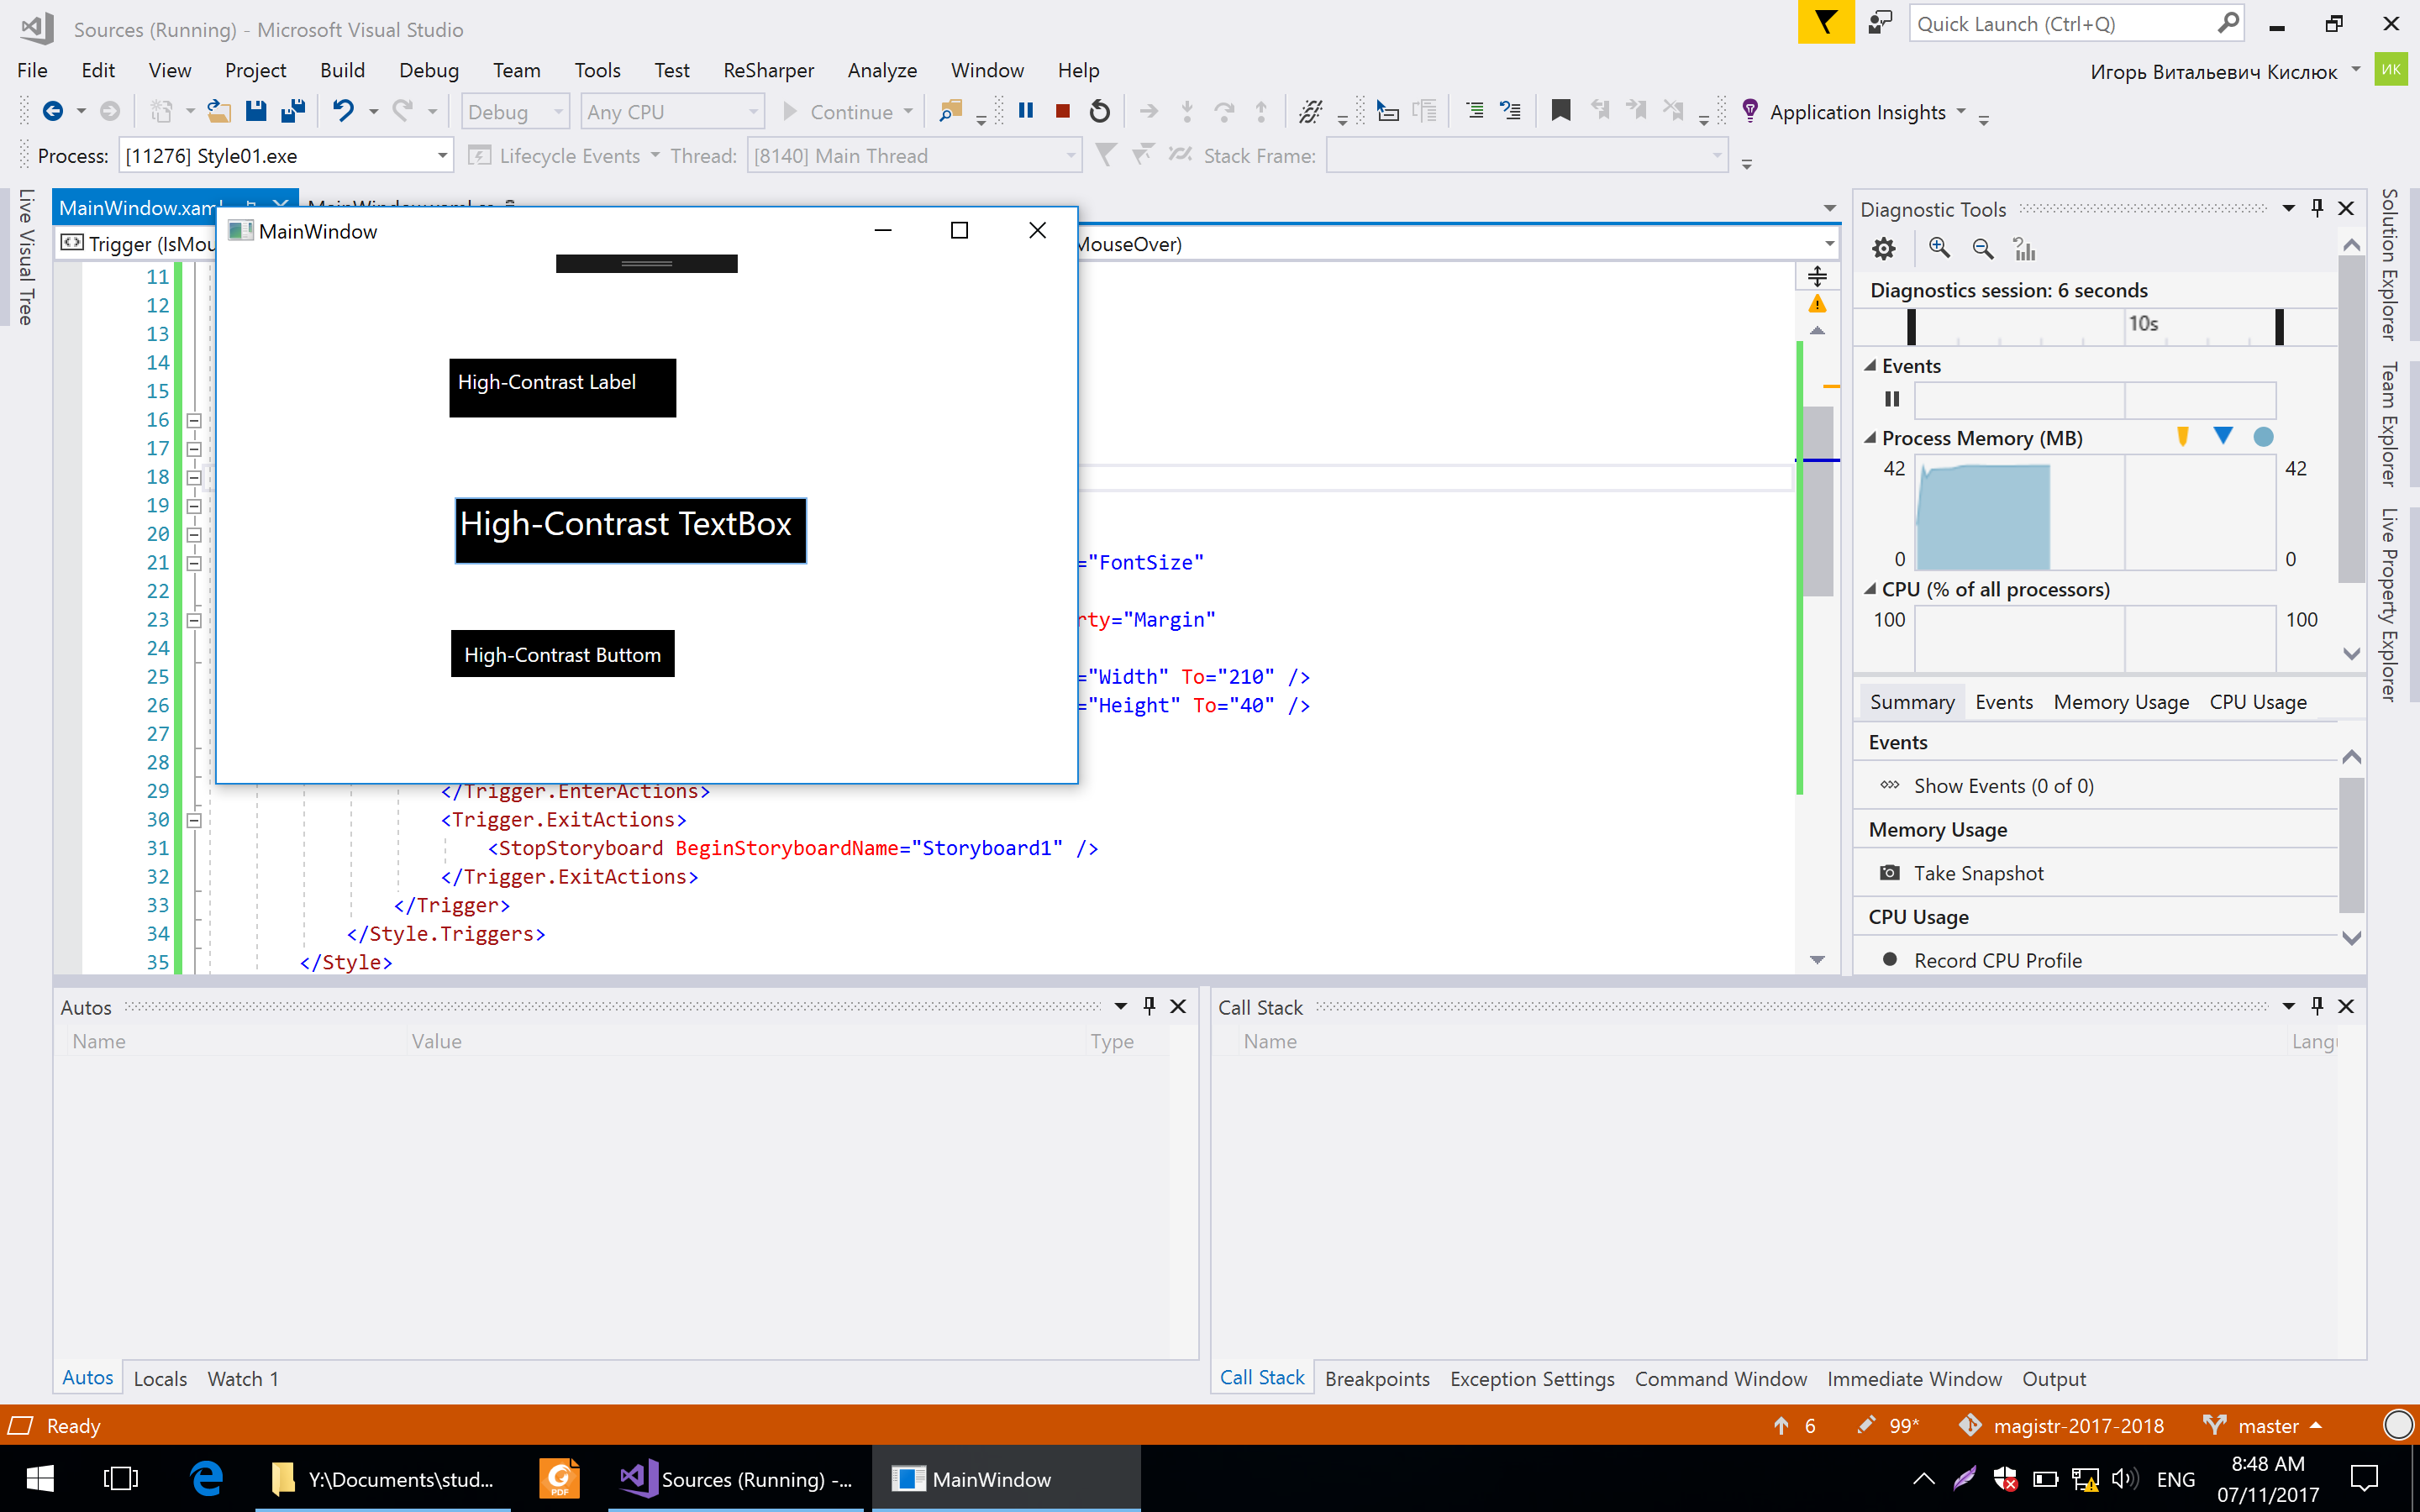 Sources (Running) - Microsoft Visual Studio
Quick Launch (Ctrl+Q)
File Edit View Project Build Debug Team Tools Test ReSharper Analyze Window Help
Игорь Витальевич Кислюк ИК
Debug Any CPU Continue Application Insights
Process: [11276] Style01.exe Lifecycle Events Thread: [8140] Main Thread Stack Frame:
Live Visual Tree
MainWindow.xaml
Trigger (IsMou
MouseOver)
MainWindow
High-Contrast Label
High-Contrast TextBox
High-Contrast Buttom
11
12
13
14
15
16
17
18
19
20
21 ="FontSize"
22
23 rty="Margin"
24
25 ="Width" To="210" />
26 ="Height" To="40" />
27
28
29 </Trigger.EnterActions>
30 <Trigger.ExitActions>
31 <StopStoryboard BeginStoryboardName="Storyboard1" />
32 </Trigger.ExitActions>
33 </Trigger>
34 </Style.Triggers>
35 </Style>
Diagnostic Tools
Diagnostics session: 6 seconds
10s
Events
Process Memory (MB)
42 42
0 0
CPU (% of all processors)
100 100
Summary Events Memory Usage CPU Usage
Events
Show Events (0 of 0)
Memory Usage
Take Snapshot
CPU Usage
Record CPU Profile
Solution Explorer
Team Explorer
Live Property Explorer
Autos
Name Value Type
Autos Locals Watch 1
Call Stack
Name Langu
Call Stack Breakpoints Exception Settings Command Window Immediate Window Output
Ready
6 99* magistr-2017-2018 master
Y:\Documents\stud...
PDF
Sources (Running) -...
MainWindow
ENG
8:48 AM
07/11/2017